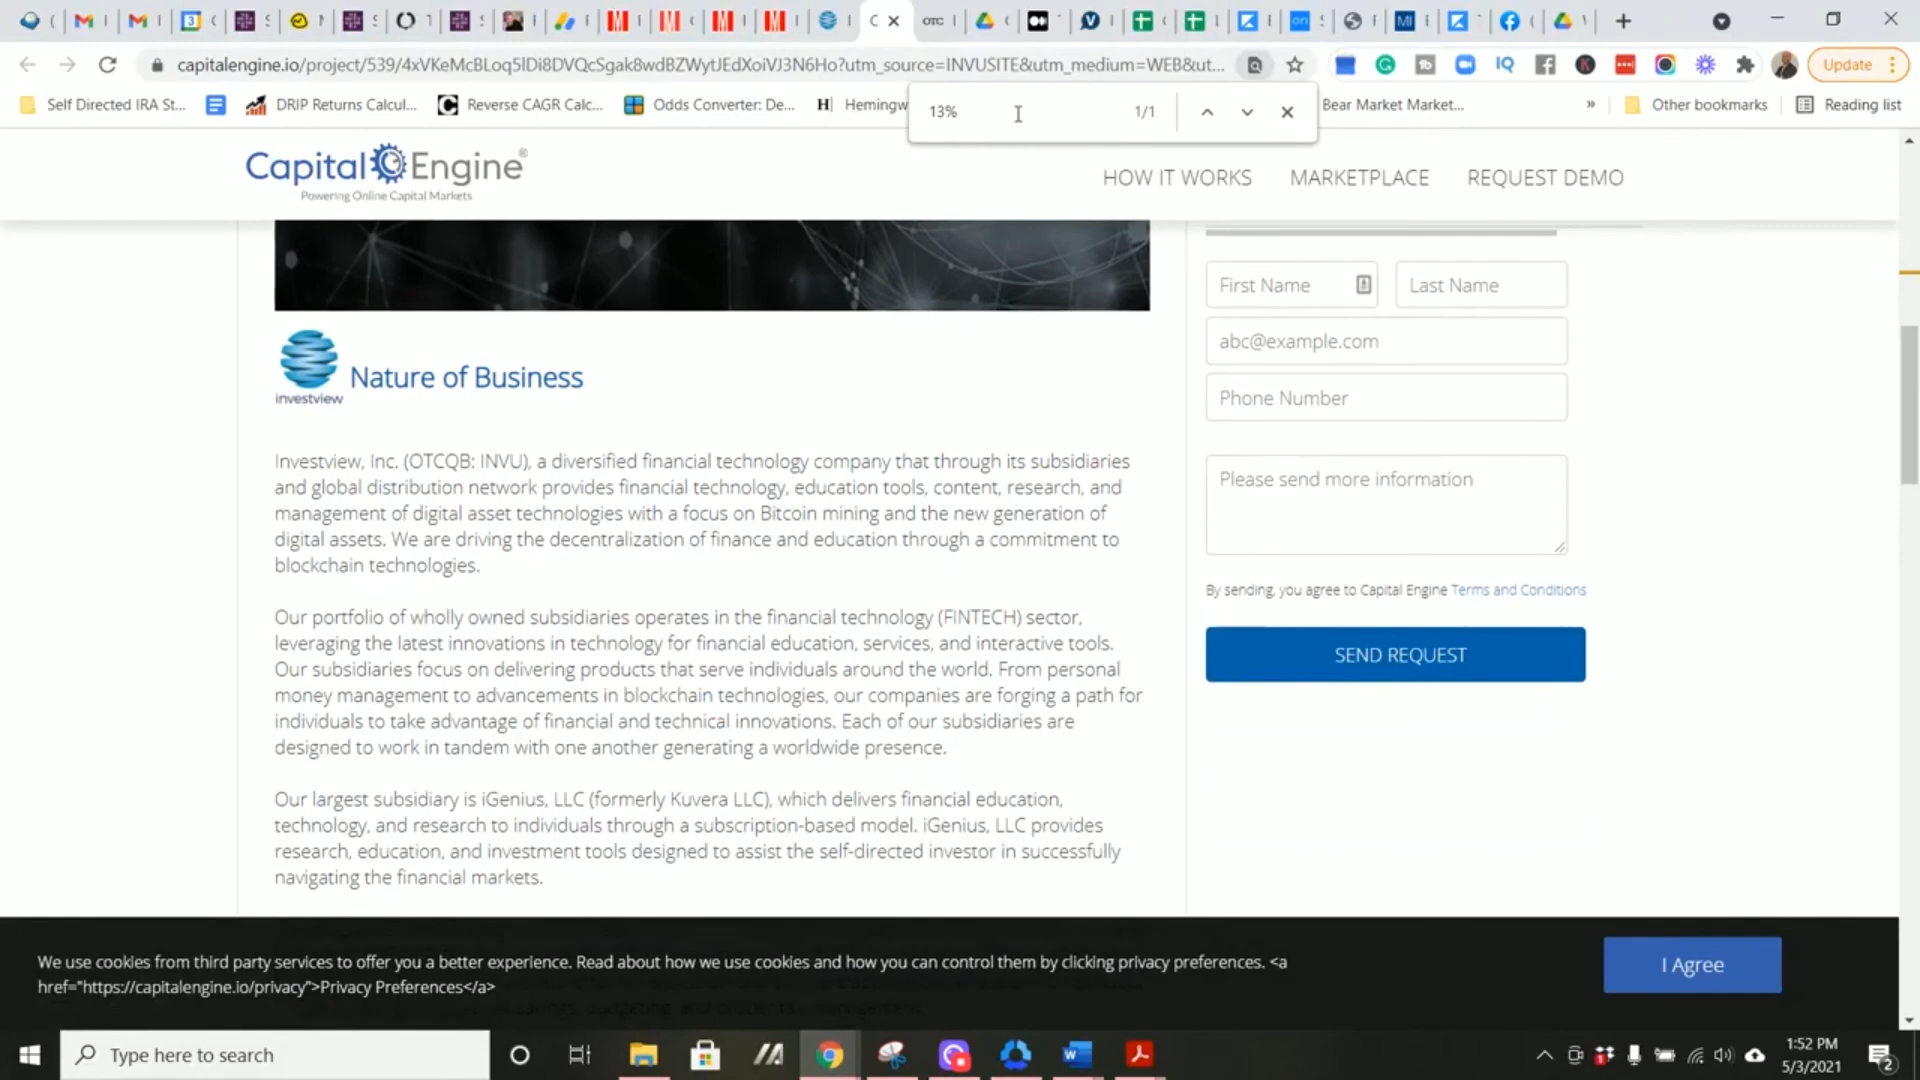 capitalengine.io/project/539/4xVKeMcBLoq5lDi8DVQcSgak8wdBZWytJEdXoiVJ3N6Ho?utm_source=INVUSITE&utm_medium=WEB&ut...
Update
Self Directed IRA St...
DRIP Returns Calcul...
Reverse CAGR Calc...
Odds Converter: De...
Hemingw
Bear Market Market...
»
Other bookmarks
Reading list
13%
1/1
Capital Engine®
Powering Online Capital Markets
HOW IT WORKS
MARKETPLACE
REQUEST DEMO
investview
Nature of Business
Investview, Inc. (OTCQB: INVU), a diversified financial technology company that through its subsidiaries
and global distribution network provides financial technology, education tools, content, research, and
management of digital asset technologies with a focus on Bitcoin mining and the new generation of
digital assets. We are driving the decentralization of finance and education through a commitment to
blockchain technologies.
Our portfolio of wholly owned subsidiaries operates in the financial technology (FINTECH) sector,
leveraging the latest innovations in technology for financial education, services, and interactive tools.
Our subsidiaries focus on delivering products that serve individuals around the world. From personal
money management to advancements in blockchain technologies, our companies are forging a path for
individuals to take advantage of financial and technical innovations. Each of our subsidiaries are
designed to work in tandem with one another generating a worldwide presence.
Our largest subsidiary is iGenius, LLC (formerly Kuvera LLC), which delivers financial education,
technology, and research to individuals through a subscription-based model. iGenius, LLC provides
research, education, and investment tools designed to assist the self-directed investor in successfully
navigating the financial markets.
First Name
Last Name
abc@example.com
Phone Number
Please send more information
By sending, you agree to Capital Engine Terms and Conditions
SEND REQUEST
We use cookies from third party services to offer you a better experience. Read about how we use cookies and how you can control them by clicking privacy preferences. <a
href="https://capitalengine.io/privacy">Privacy Preferences</a>
I Agree
Type here to search
1:52 PM
5/3/2021
2